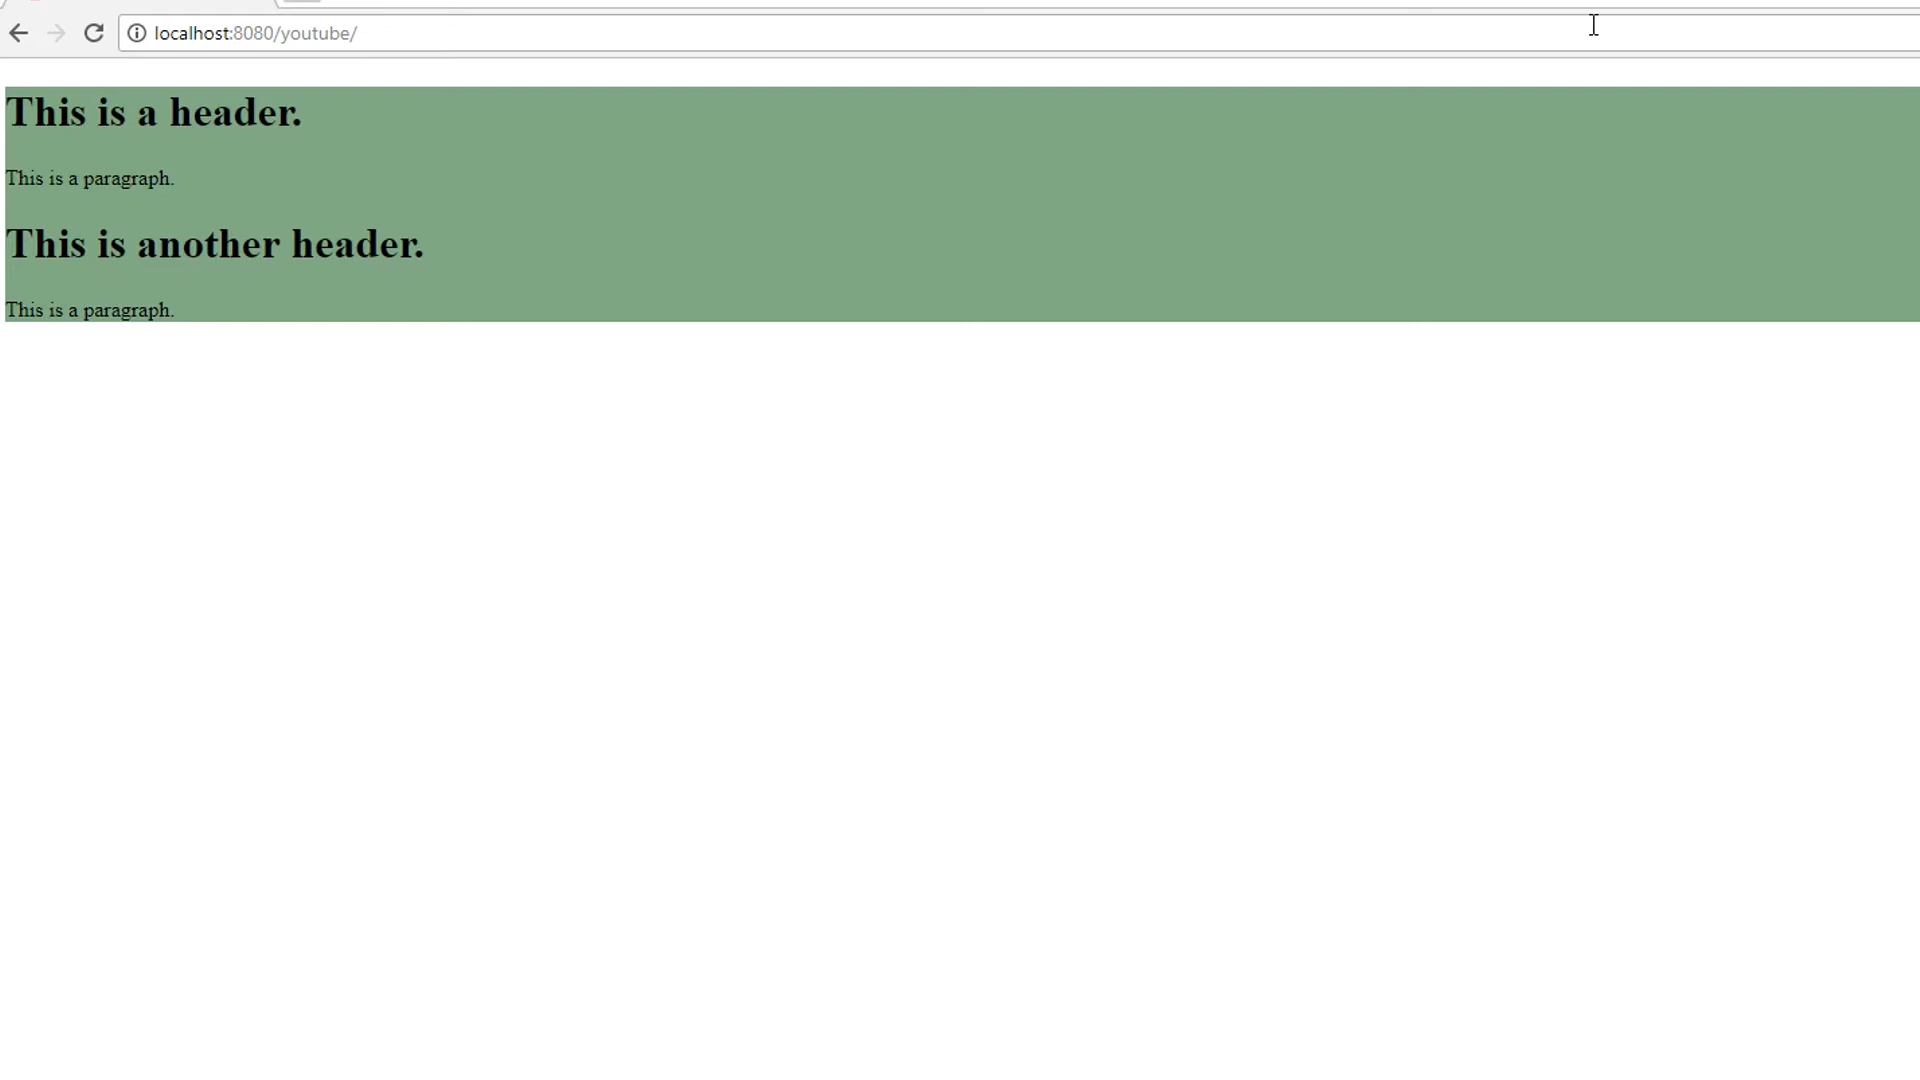 localhost:8080/youtube/
This is a header.
This is a paragraph.
This is another header.
This is a paragraph.